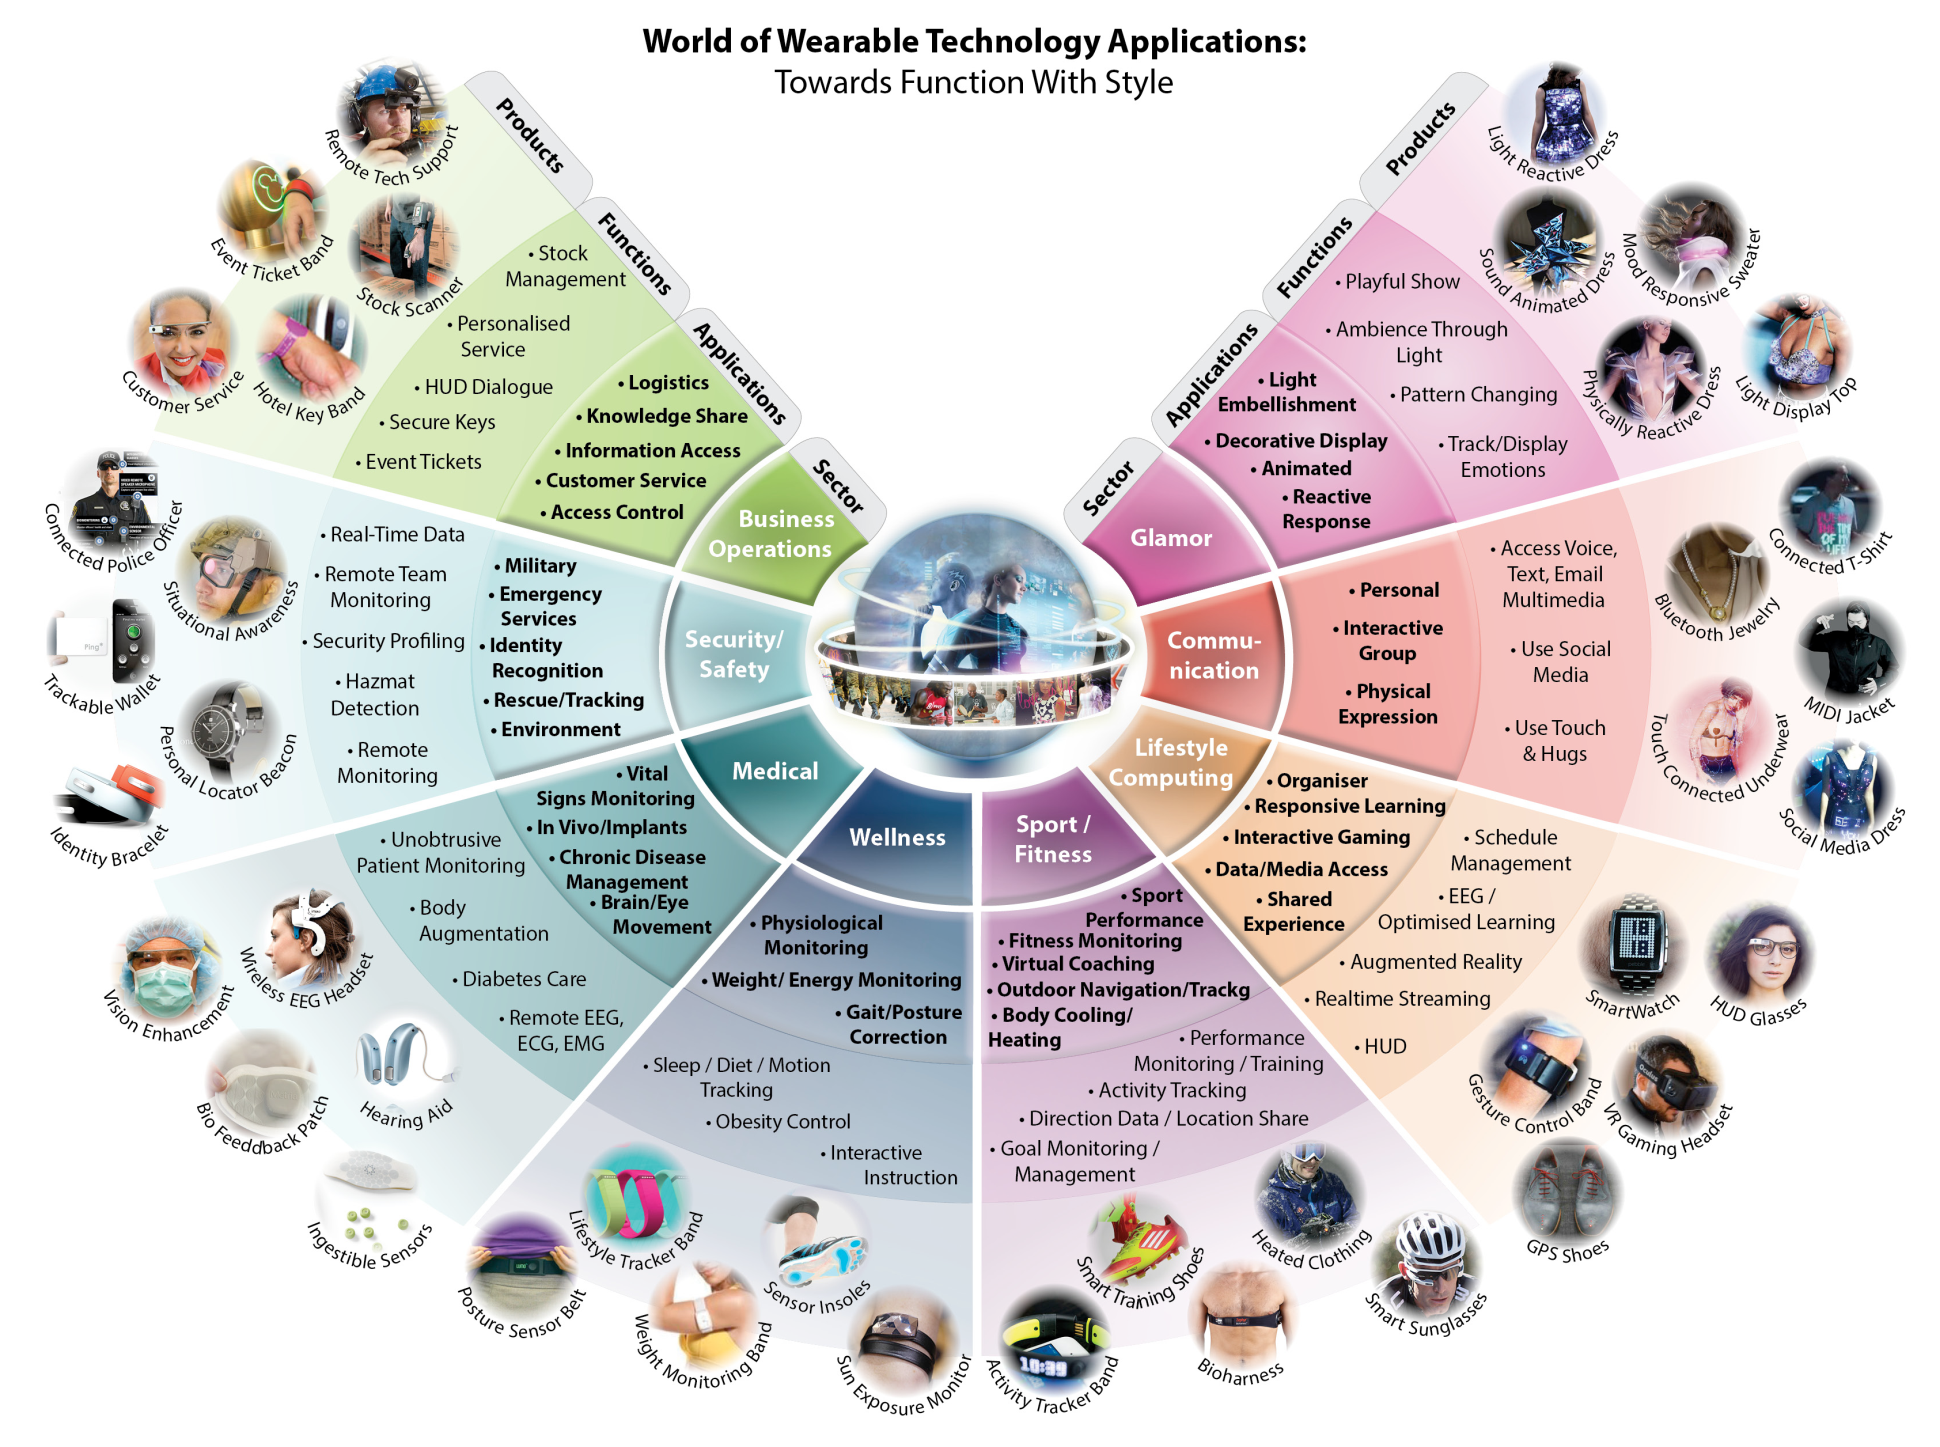 World of Wearable Technology Applications:
Towards Function With Style
Products
Functions
Applications
Sector
Business
Operations
• Logistics
• Knowledge Share
• Information Access
• Customer Service
• Access Control
• Stock
Management
• Personalised
Service
• HUD Dialogue
• Secure Keys
• Event Tickets
Remote Tech Support
Event Ticket Band
Stock Scanner
Customer Service
Hotel Key Band
Security/
Safety
• Military
• Emergency
Services
• Identity
Recognition
• Rescue/Tracking
• Environment
• Real-Time Data
• Remote Team
Monitoring
• Security Profiling
• Hazmat
Detection
• Remote
Monitoring
Connected Police Officer
Situational Awareness
Trackable Wallet
Personal Locator Beacon
Identity Bracelet
Medical
• Vital
Signs Monitoring
• In Vivo/Implants
• Chronic Disease
Management
• Brain/Eye
Movement
• Unobtrusive
Patient Monitoring
• Body
Augmentation
• Diabetes Care
• Remote EEG,
ECG, EMG
Vision Enhancement
Wireless EEG Headset
Bio Feeddback Patch
Hearing Aid
Ingestible Sensors
Wellness
• Physiological
Monitoring
• Weight/ Energy Monitoring
• Gait/Posture
Correction
• Sleep / Diet / Motion
Tracking
• Obesity Control
• Interactive
Instruction
Posture Sensor Belt
Lifestyle Tracker Band
Weight Monitoring Band
Sensor Insoles
Sun Exposure Monitor
Sport /
Fitness
• Sport
Performance
• Fitness Monitoring
• Virtual Coaching
• Outdoor Navigation/Trackg
• Body Cooling/
Heating
• Performance
Monitoring / Training
• Activity Tracking
• Direction Data / Location Share
• Goal Monitoring /
Management
Activity Tracker Band
10:39
Smart Training Shoes
Bioharness
Heated Clothing
Smart Sunglasses
Lifestyle
Computing
• Organiser
• Responsive Learning
• Interactive Gaming
• Data/Media Access
• Shared
Experience
• Schedule
Management
• EEG /
Optimised Learning
• Augmented Reality
• Realtime Streaming
• HUD
SmartWatch
HUD Glasses
Gesture Control Band
VR Gaming Headset
GPS Shoes
Commu-
nication
• Personal
• Interactive
Group
• Physical
Expression
• Access Voice,
Text, Email
Multimedia
• Use Social
Media
• Use Touch
& Hugs
Connected T-Shirt
Bluetooth Jewelry
MIDI Jacket
Touch Connected Underwear
Social Media Dress
Products
Functions
Applications
Sector
Glamor
• Light
Embellishment
• Decorative Display
• Animated
• Reactive
Response
• Playful Show
• Ambience Through
Light
• Pattern Changing
• Track/Display
Emotions
Light Reactive Dress
Sound Animated Dress
Mood Responsive Sweater
Physically Reactive Dress
Light Display Top